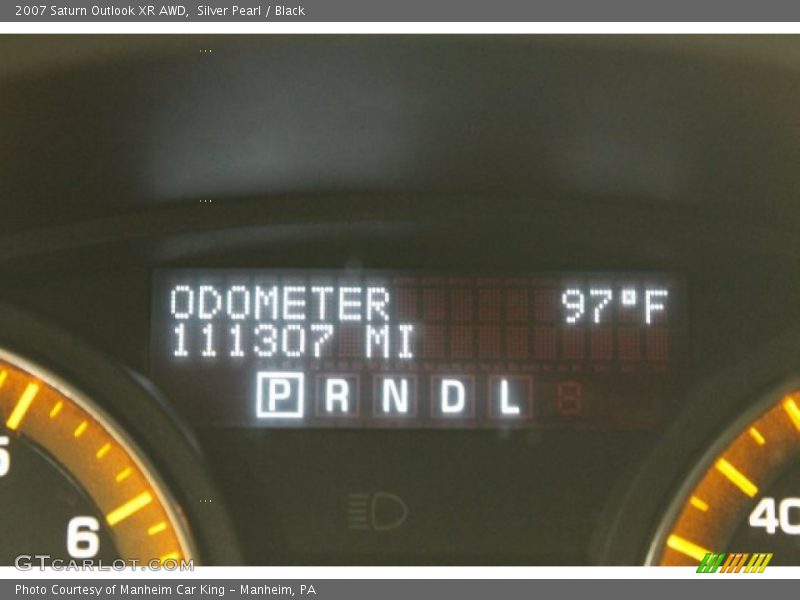 2007 Saturn Outlook XR AWD,  Silver Pearl / Black
ODOMETER 97°F
111307 MI
P R N D L
5
6
40
GTCARLOT.COM
Photo Courtesy of Manheim Car King - Manheim, PA